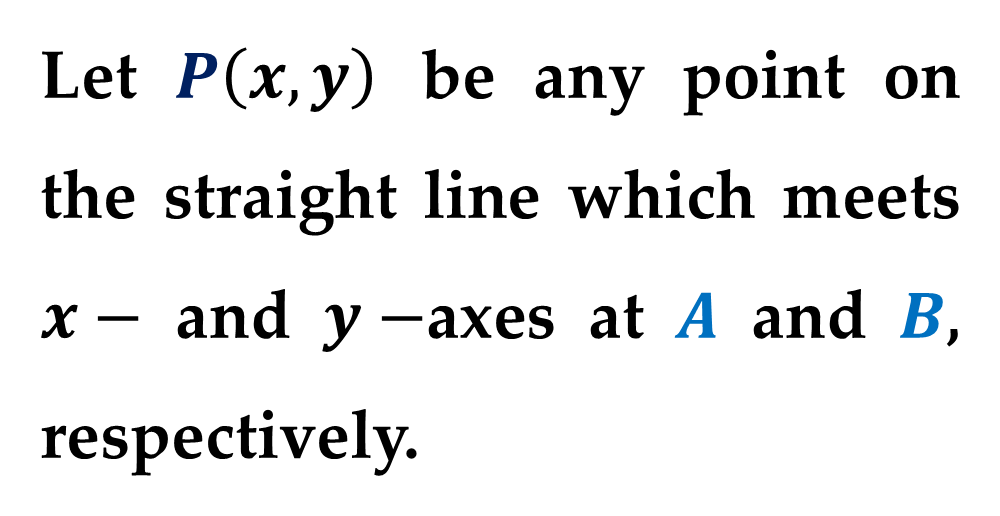 Let P(x, y) be any point on
the straight line which meets
x − and y −axes at A and B,
respectively.